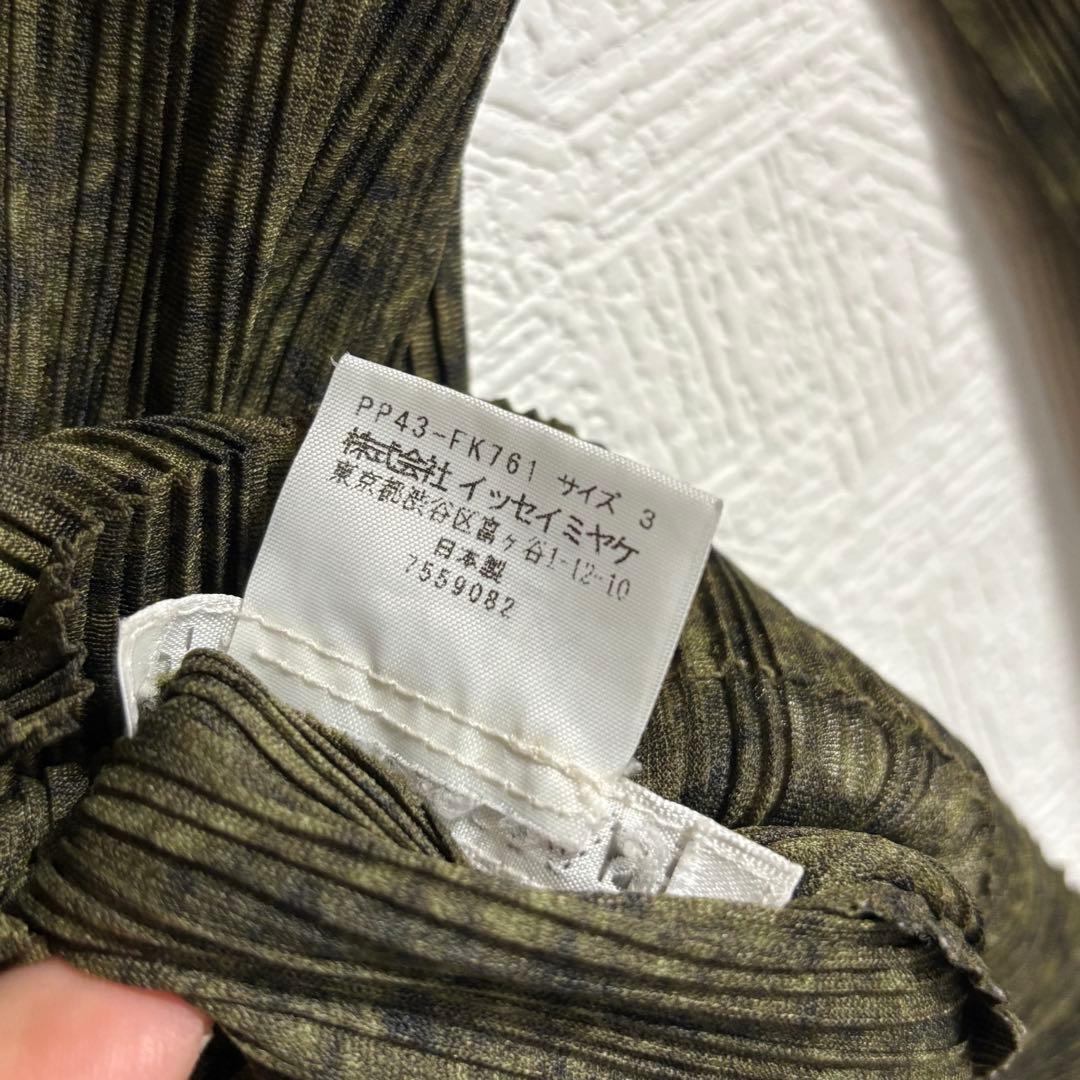 PP43-FK761 サイズ 3
株式会社 イッセイミヤケ
東京都渋谷区富ヶ谷1-12-10
日本製
7559082